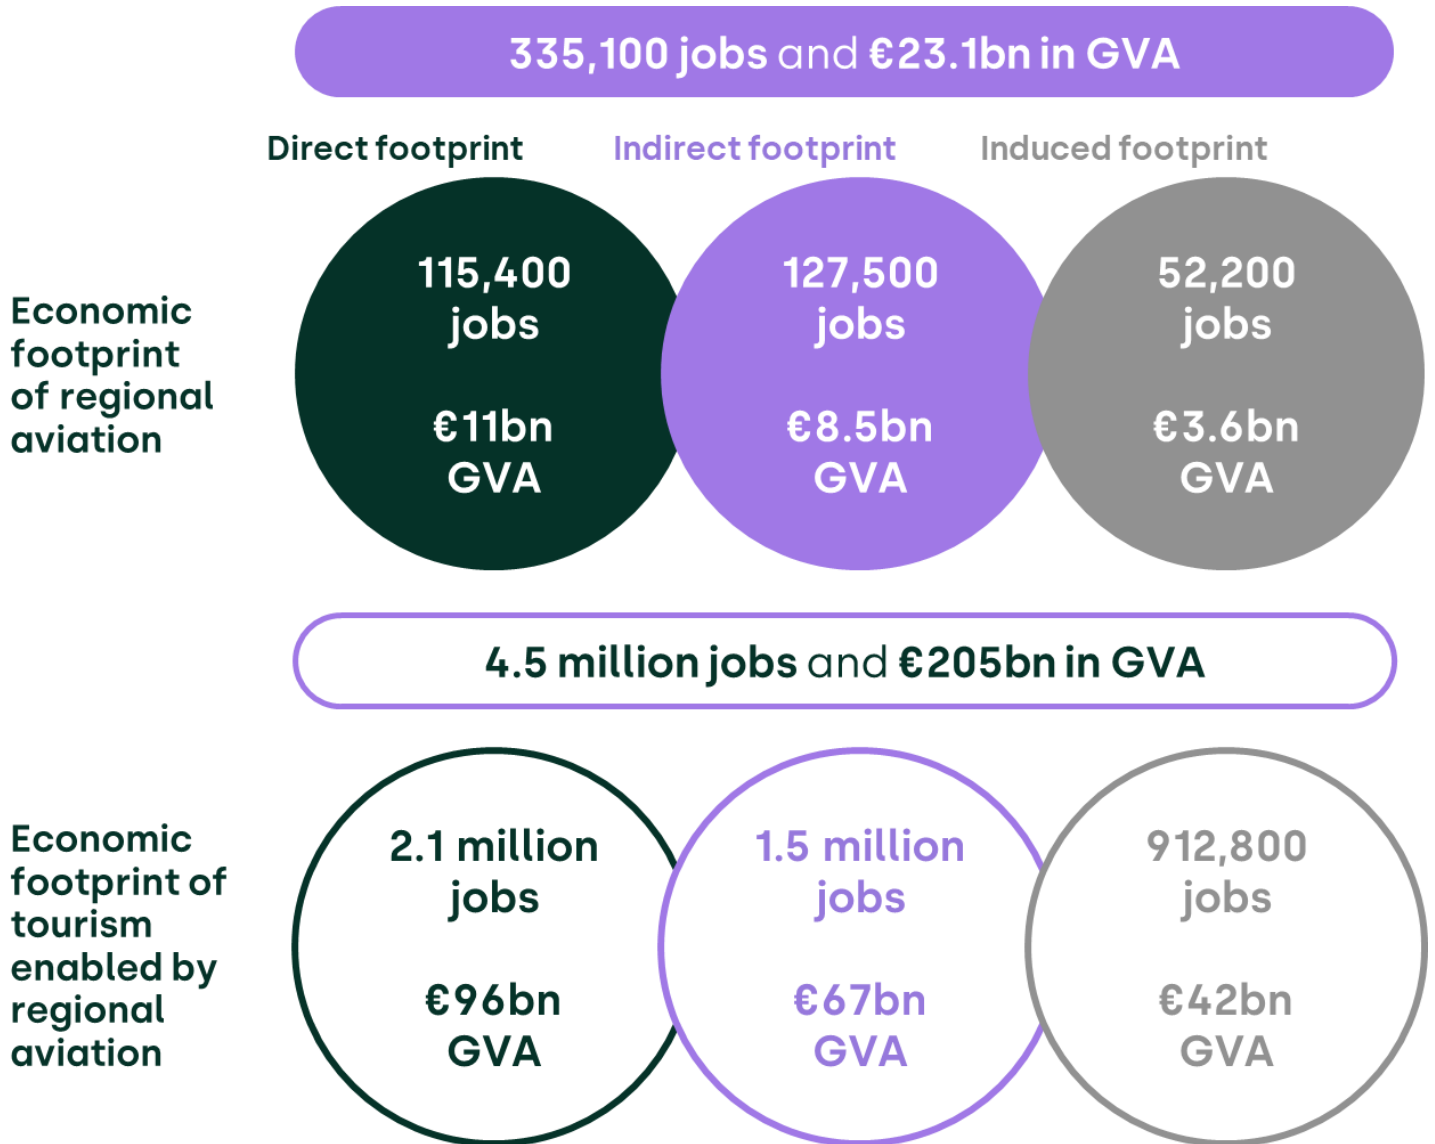 335,100 jobs and €23.1bn in GVA
Direct footprint
Indirect footprint
Induced footprint
Economic
footprint
of regional
aviation
115,400
jobs
€11bn
GVA
127,500
jobs
€8.5bn
GVA
52,200
jobs
€3.6bn
GVA
4.5 million jobs and €205bn in GVA
Economic
footprint of
tourism
enabled by
regional
aviation
2.1 million
jobs
€96bn
GVA
1.5 million
jobs
€67bn
GVA
912,800
jobs
€42bn
GVA